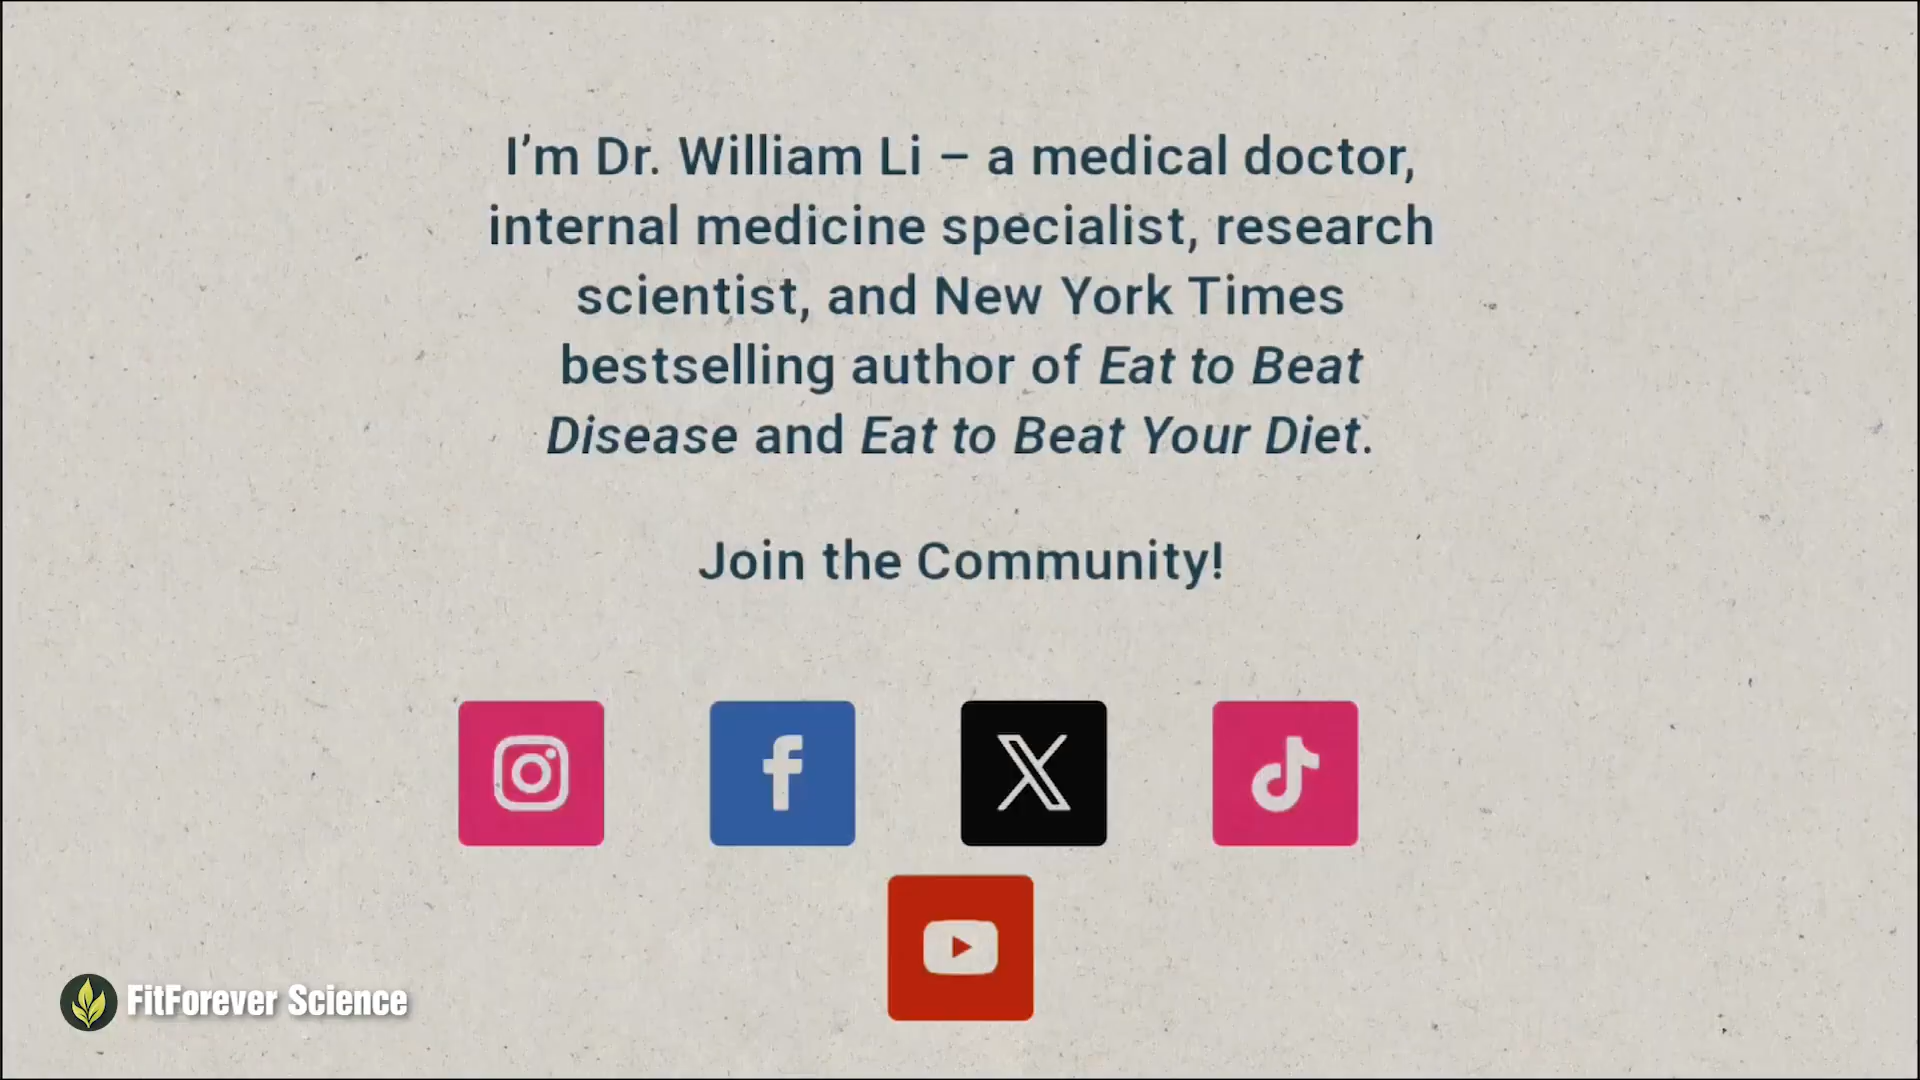 I’m Dr. William Li – a medical doctor,
internal medicine specialist, research
scientist, and New York Times
bestselling author of Eat to Beat
Disease and Eat to Beat Your Diet.
Join the Community!
FitForever Science